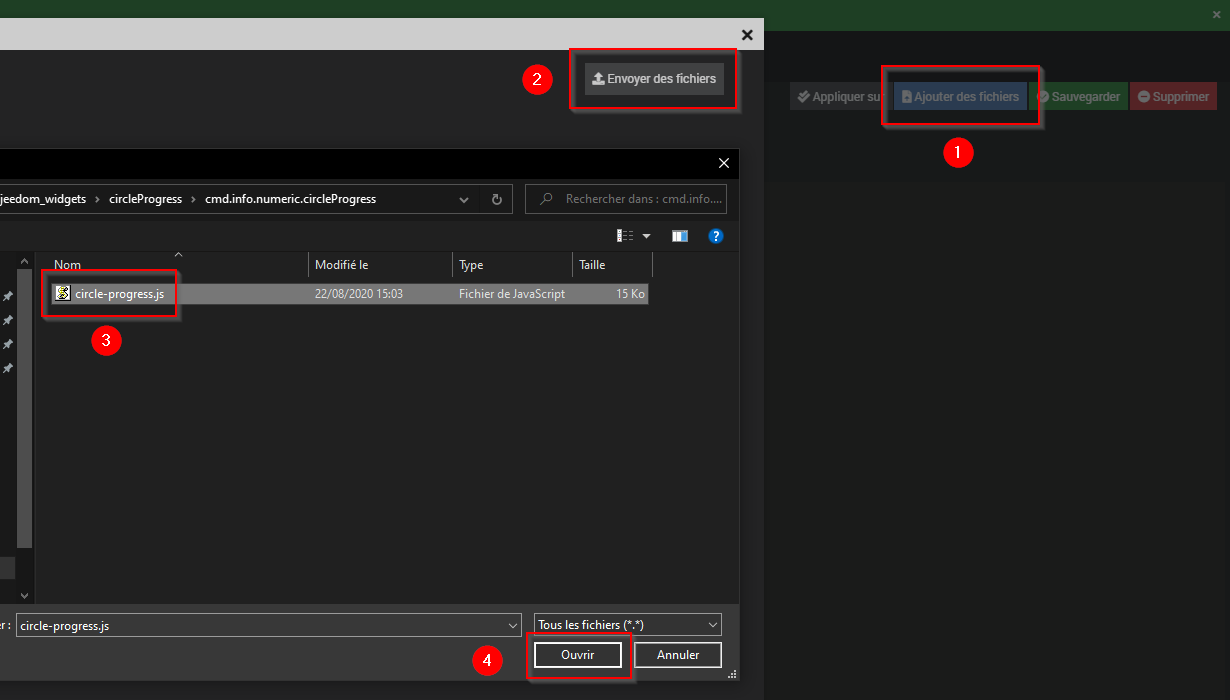 2
Envoyer des fichiers
Appliquer su
Ajouter des fichiers
Sauvegarder
Supprimer
1
jeedom_widgets > circleProgress > cmd.info.numeric.circleProgress
Rechercher dans : cmd.info....
?
Nom
Modifié le
Type
Taille
circle-progress.js
22/08/2020 15:03
Fichier de JavaScript
15 Ko
3
r :
circle-progress.js
Tous les fichiers (*.*)
4
Ouvrir
Annuler